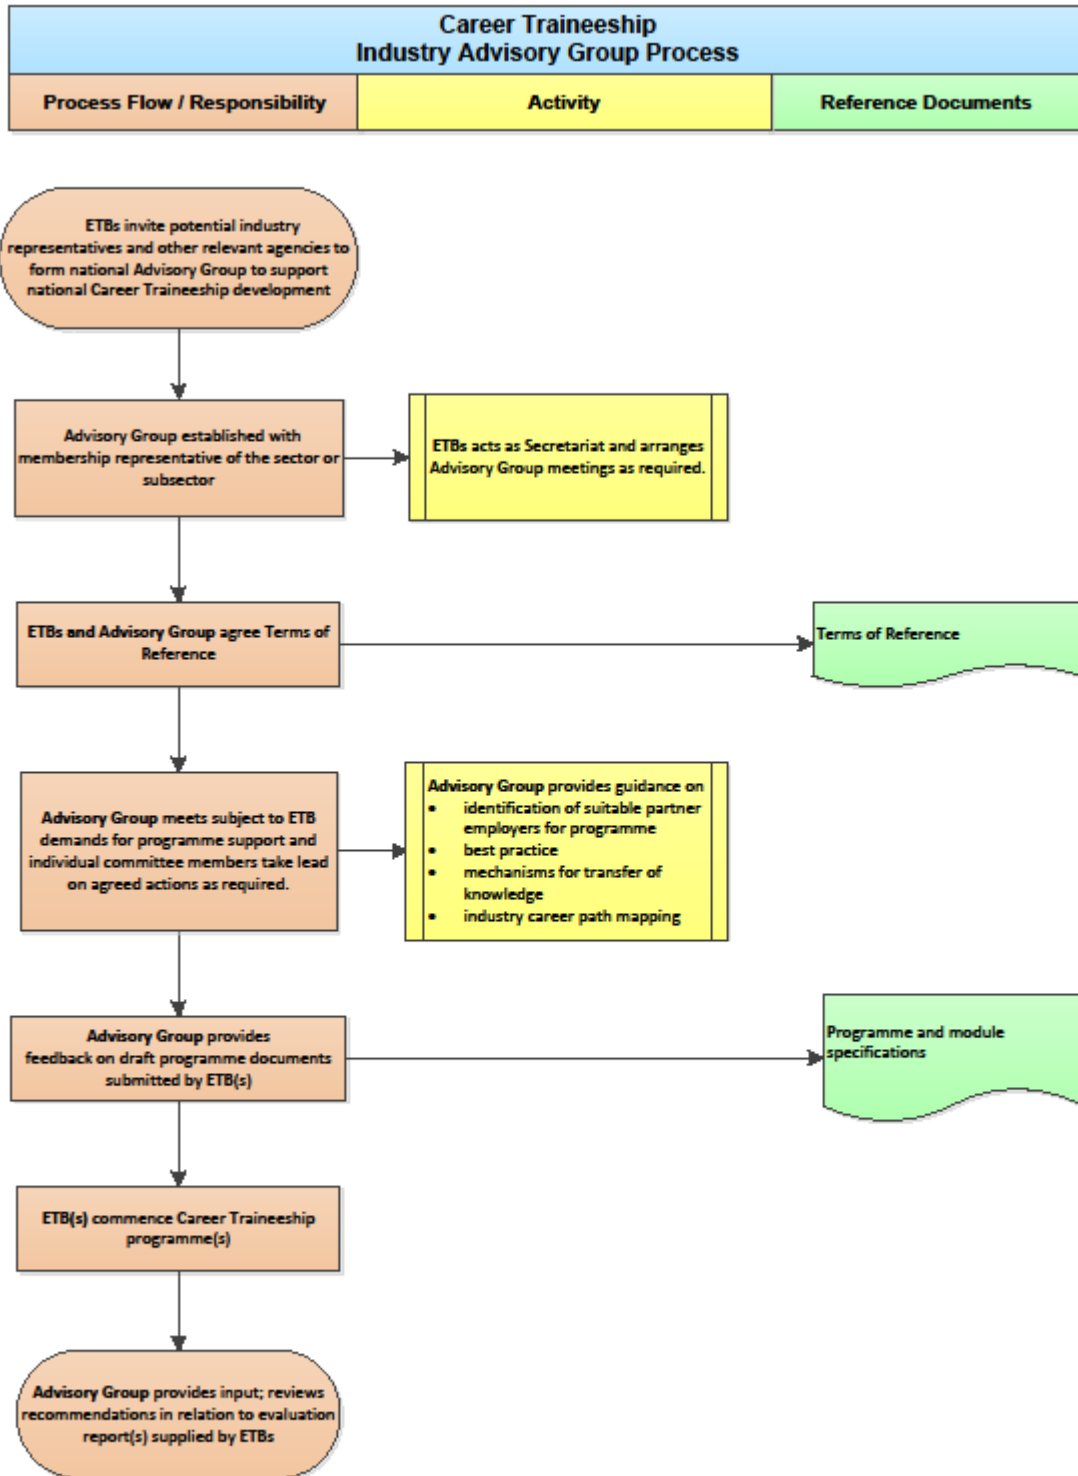 Career Traineeship
Industry Advisory Group Process
Process Flow / Responsibility
Activity
Reference Documents
ETBs invite potential industry
representatives and other relevant agencies to
form national Advisory Group to support
national Career Traineeship development
Advisory Group established with
membership representative of the sector or
subsector
ETBs acts as Secretariat and arranges
Advisory Group meetings as required.
ETBs and Advisory Group agree Terms of
Reference
Terms of Reference
Advisory Group meets subject to ETB
demands for programme support and
individual committee members take lead
on agreed actions as required.
Advisory Group provides guidance on
• identification of suitable partner
employers for programme
• best practice
• mechanisms for transfer of
knowledge
• industry career path mapping
Advisory Group provides
feedback on draft programme documents
submitted by ETB(s)
Programme and module
specifications
ETB(s) commence Career Traineeship
programme(s)
Advisory Group provides input; reviews
recommendations in relation to evaluation
report(s) supplied by ETBs